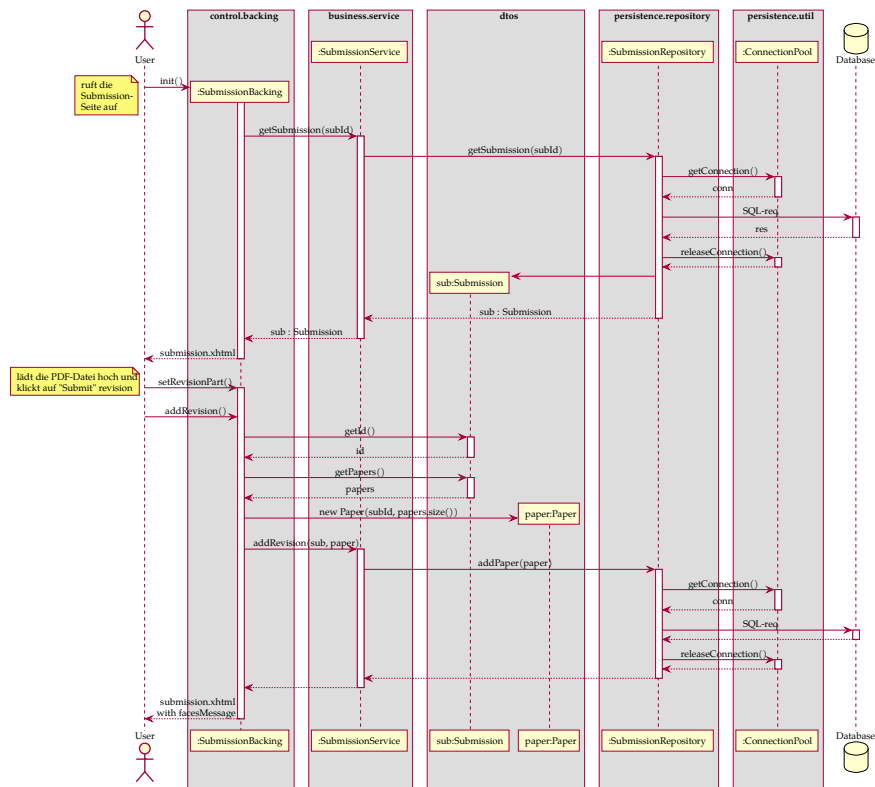 control.backing
business.service
dtos
persistence.repository
persistence.util
User
:SubmissionService
:SubmissionRepository
:ConnectionPool
Database
ruft die
Submission-
Seite auf
init()
:SubmissionBacking
getSubmission(subId)
getSubmission(subId)
getConnection()
conn
SQL-req
res
releaseConnection()
sub:Submission
sub : Submission
sub : Submission
submission.xhtml
lädt die PDF-Datei hoch und
klickt auf "Submit" revision
setRevisionPart()
addRevision()
getId()
id
getPapers()
papers
new Paper(subId, papers.size())
paper:Paper
addRevision(sub, paper)
addPaper(paper)
getConnection()
conn
SQL-req
releaseConnection()
submission.xhtml
with facesMessage
User
:SubmissionBacking
:SubmissionService
sub:Submission
paper:Paper
:SubmissionRepository
:ConnectionPool
Database